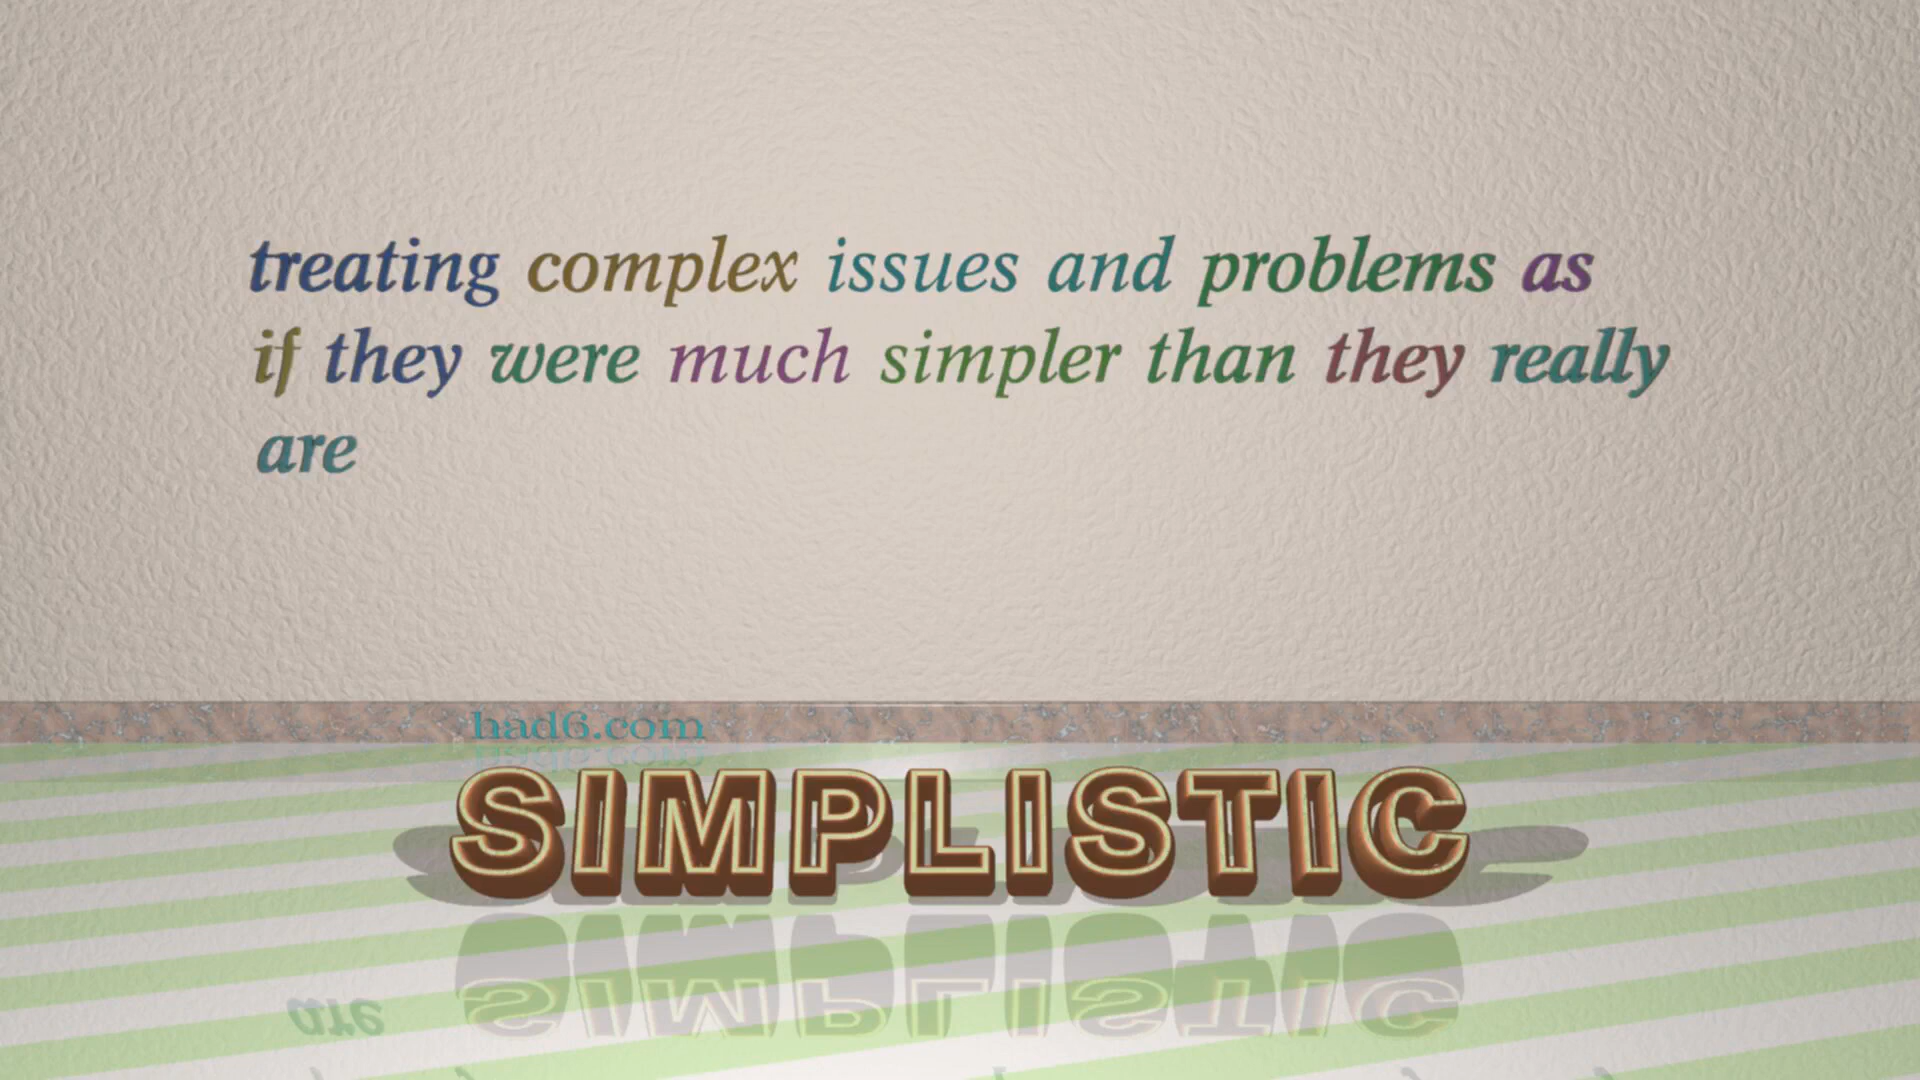 treating complex issues and problems as
if they were much simpler than they really
are
had6.com
SIMPLISTIC